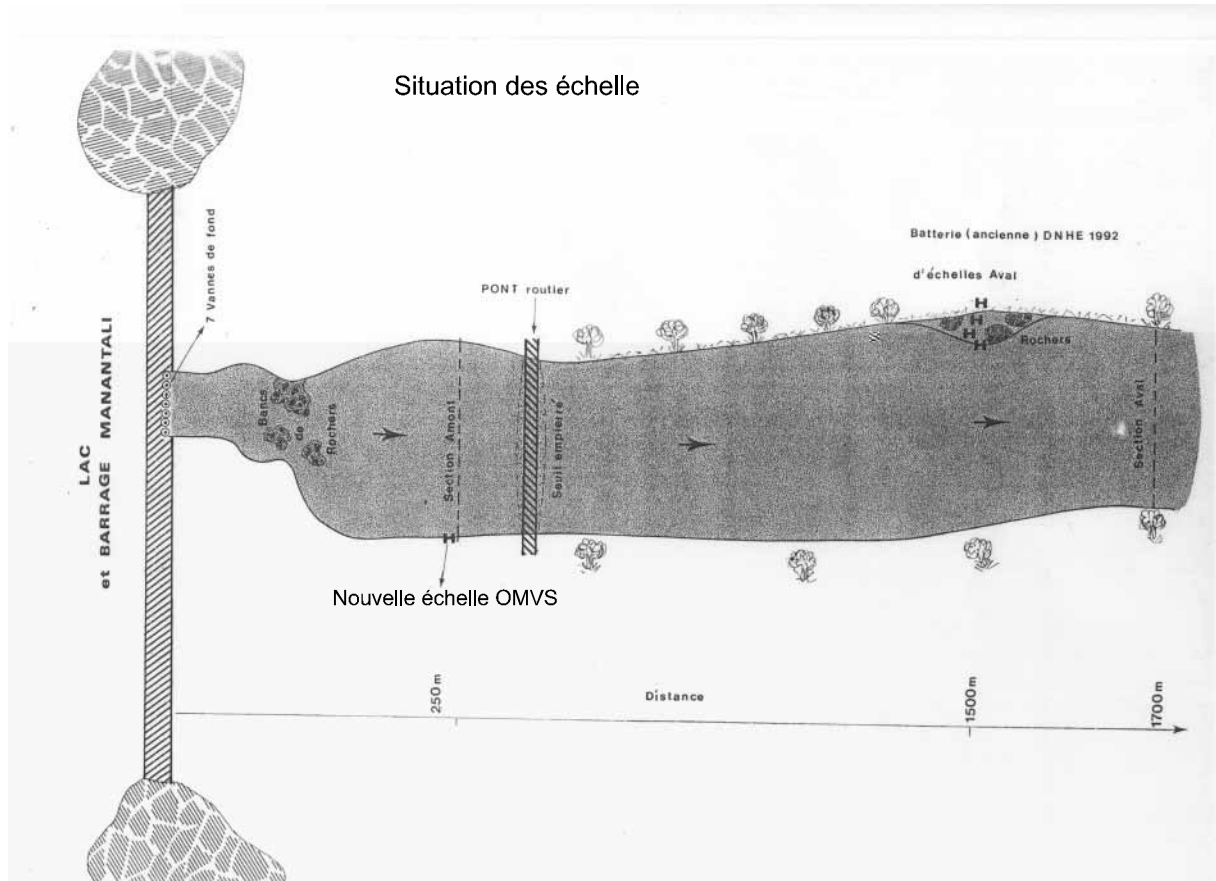 Situation des échelle
LAC
et BARRAGE MANANTALI
7 Vannes de fond
Bancs
de
Rochers
Section Amont
PONT routier
Seuil empierré
Batterie (ancienne) DNHE 1992
d'échelles Aval
Rochers
Section Aval
Nouvelle échelle OMVS
250m
Distance
1500m
1700m